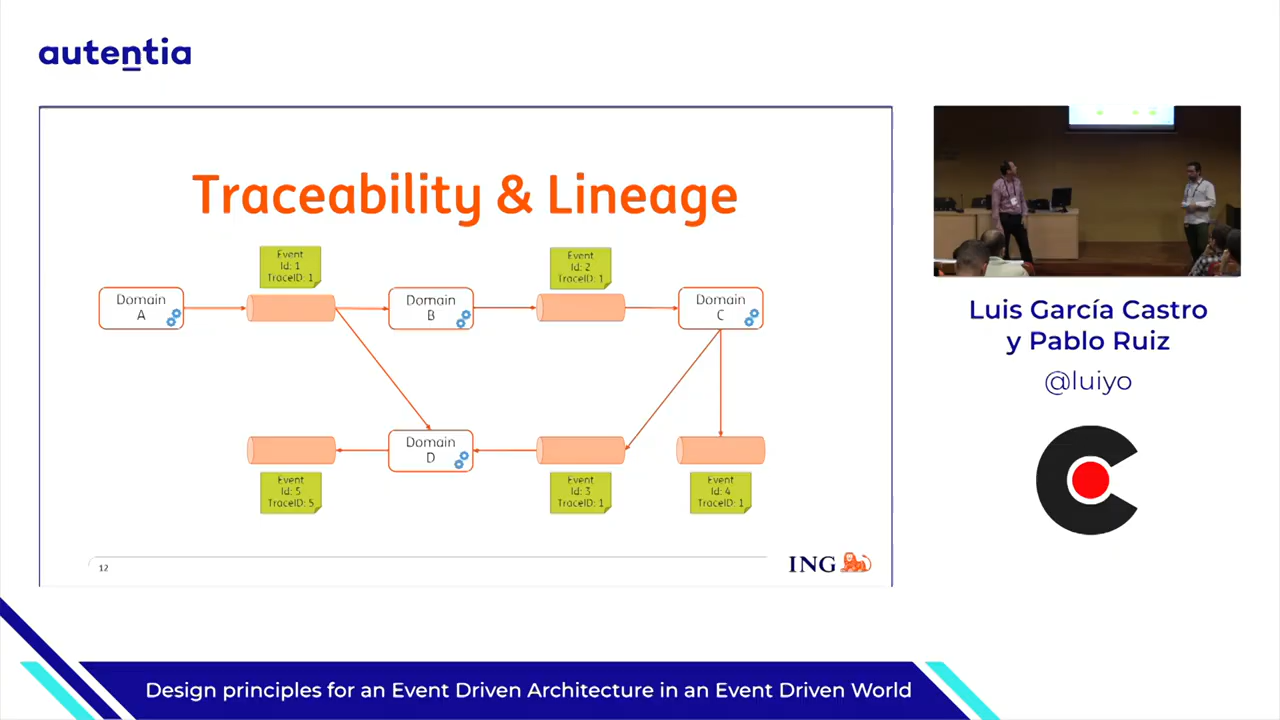 autentia
Traceability & Lineage
Event
Id: 1
TraceID: 1
Event
Id: 2
TraceID: 1
Domain
A
Domain
B
Domain
C
Domain
D
Event
Id: 5
TraceID: 5
Event
Id: 3
TraceID: 1
Event
Id: 4
TraceID: 1
12
ING
Luis García Castro
y Pablo Ruiz
@luiyo
Design principles for an Event Driven Architecture in an Event Driven World